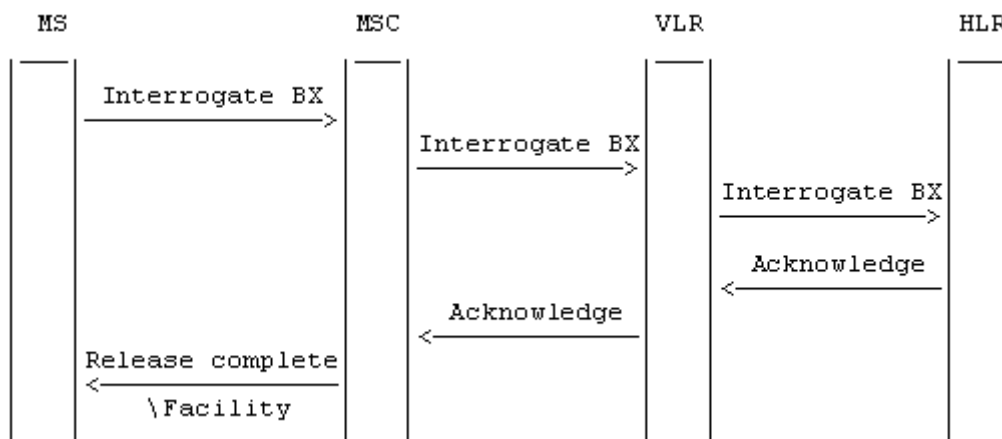 MS MSC VLR HLR
Interrogate BX
Interrogate BX
Interrogate BX
Acknowledge
Acknowledge
Release complete
\Facility